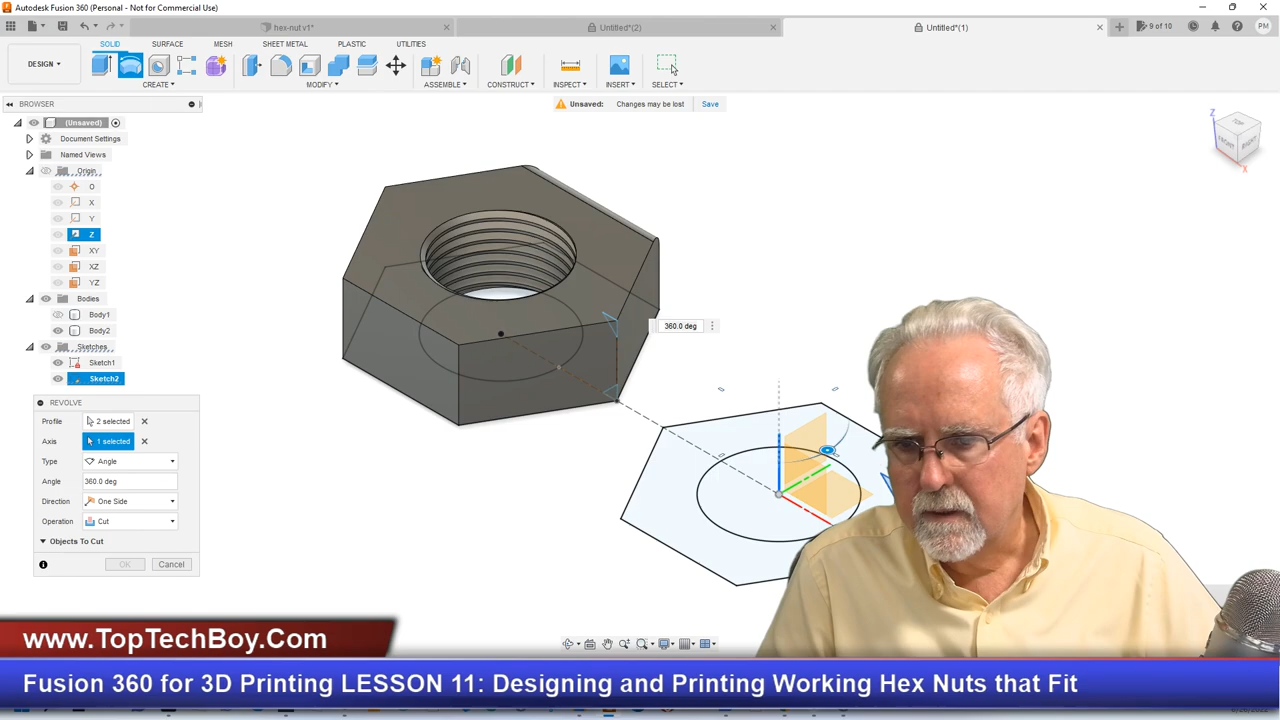 Autodesk Fusion 360 (Personal - Not for Commercial Use)
hex-nut v1*
Untitled*(2)
Untitled*(1)
9 of 10
PM
SOLID
SURFACE
MESH
SHEET METAL
PLASTIC
UTILITIES
DESIGN
CREATE
MODIFY
ASSEMBLE
CONSTRUCT
INSPECT
INSERT
SELECT
BROWSER
Unsaved: Changes may be lost Save
(Unsaved)
Document Settings
Named Views
Origin
O
X
Y
Z
XY
XZ
YZ
Bodies
Body1
Body2
Sketches
Sketch1
Sketch2
Z
TOP
FRONT
RIGHT
X
360.0 deg
REVOLVE
Profile 2 selected
Axis 1 selected
Type Angle
Angle 360.0 deg
Direction One Side
Operation Cut
Objects To Cut
OK Cancel
www.TopTechBoy.Com
Fusion 360 for 3D Printing LESSON 11: Designing and Printing Working Hex Nuts that Fit